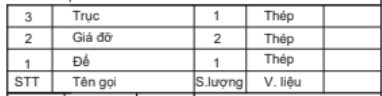 3 Trục 1 Thép
2 Giá đỡ 2 Thép
1 Đế 1 Thép
STT Tên gọi S.lượng V. liệu